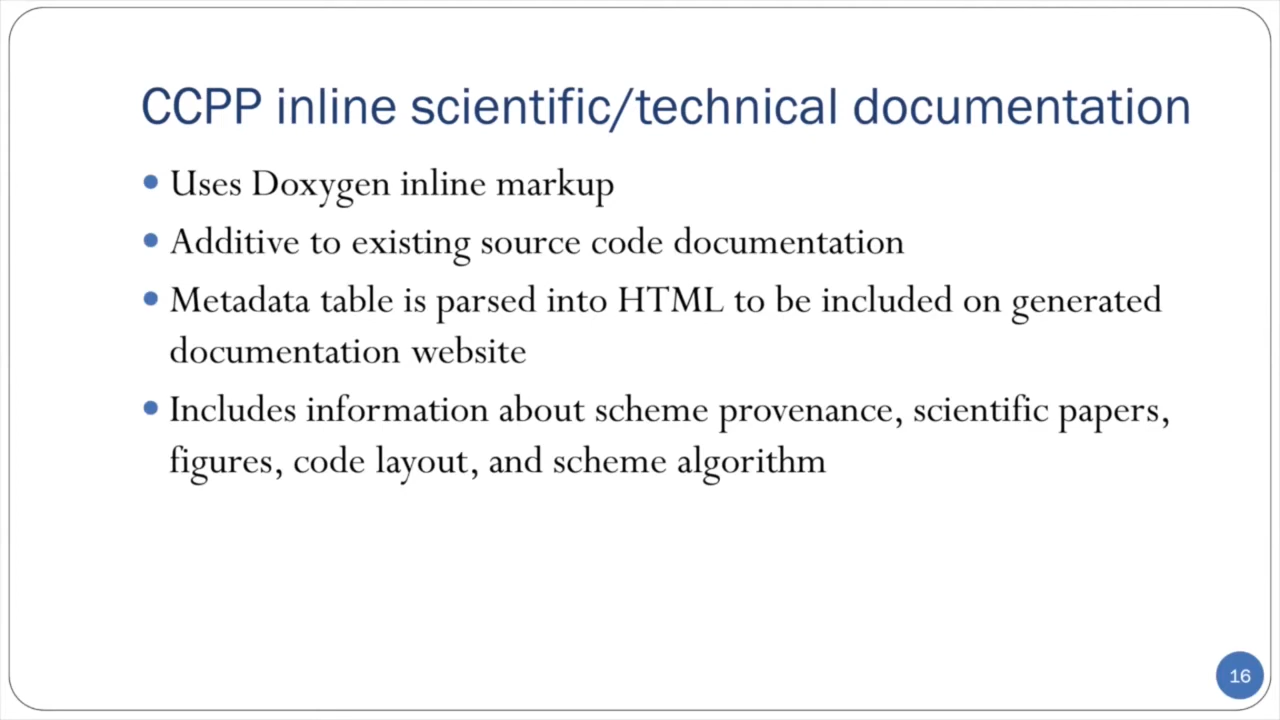 CCPP inline scientific/technical documentation
• Uses Doxygen inline markup
• Additive to existing source code documentation
• Metadata table is parsed into HTML to be included on generated
documentation website
• Includes information about scheme provenance, scientific papers,
figures, code layout, and scheme algorithm
16